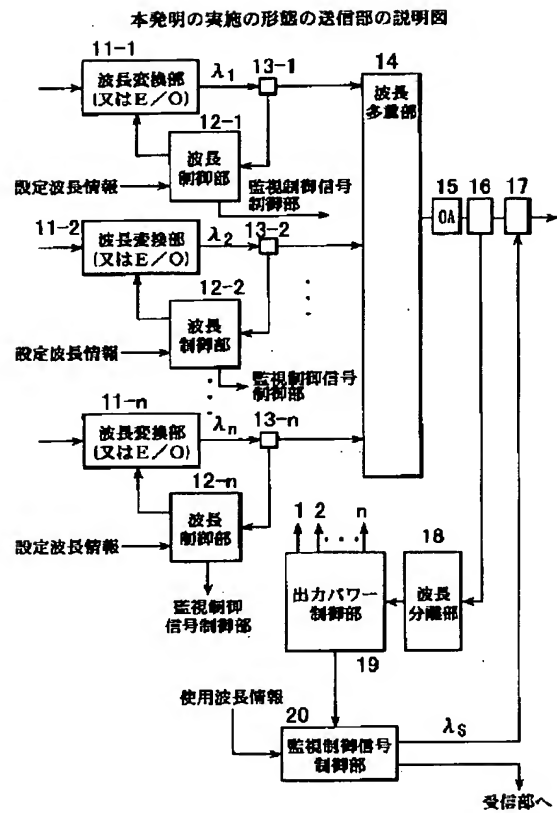 本発明の実施の形態の送信部の説明図
11-1
波長変換部
(又はE/O)
λ1
13-1
14
波長
多重部
12-1
波長
制御部
設定波長情報
監視制御信号
制御部
15
16
17
OA
11-2
波長変換部
(又はE/O)
λ2
13-2
12-2
波長
制御部
設定波長情報
監視制御信号
制御部
11-n
波長変換部
(又はE/O)
λn
13-n
12-n
波長
制御部
設定波長情報
監視制御
信号制御部
1 2 ... n
出力パワー
制御部
19
18
波長
分離部
使用波長情報
20
監視制御信号
制御部
λS
受信部へ